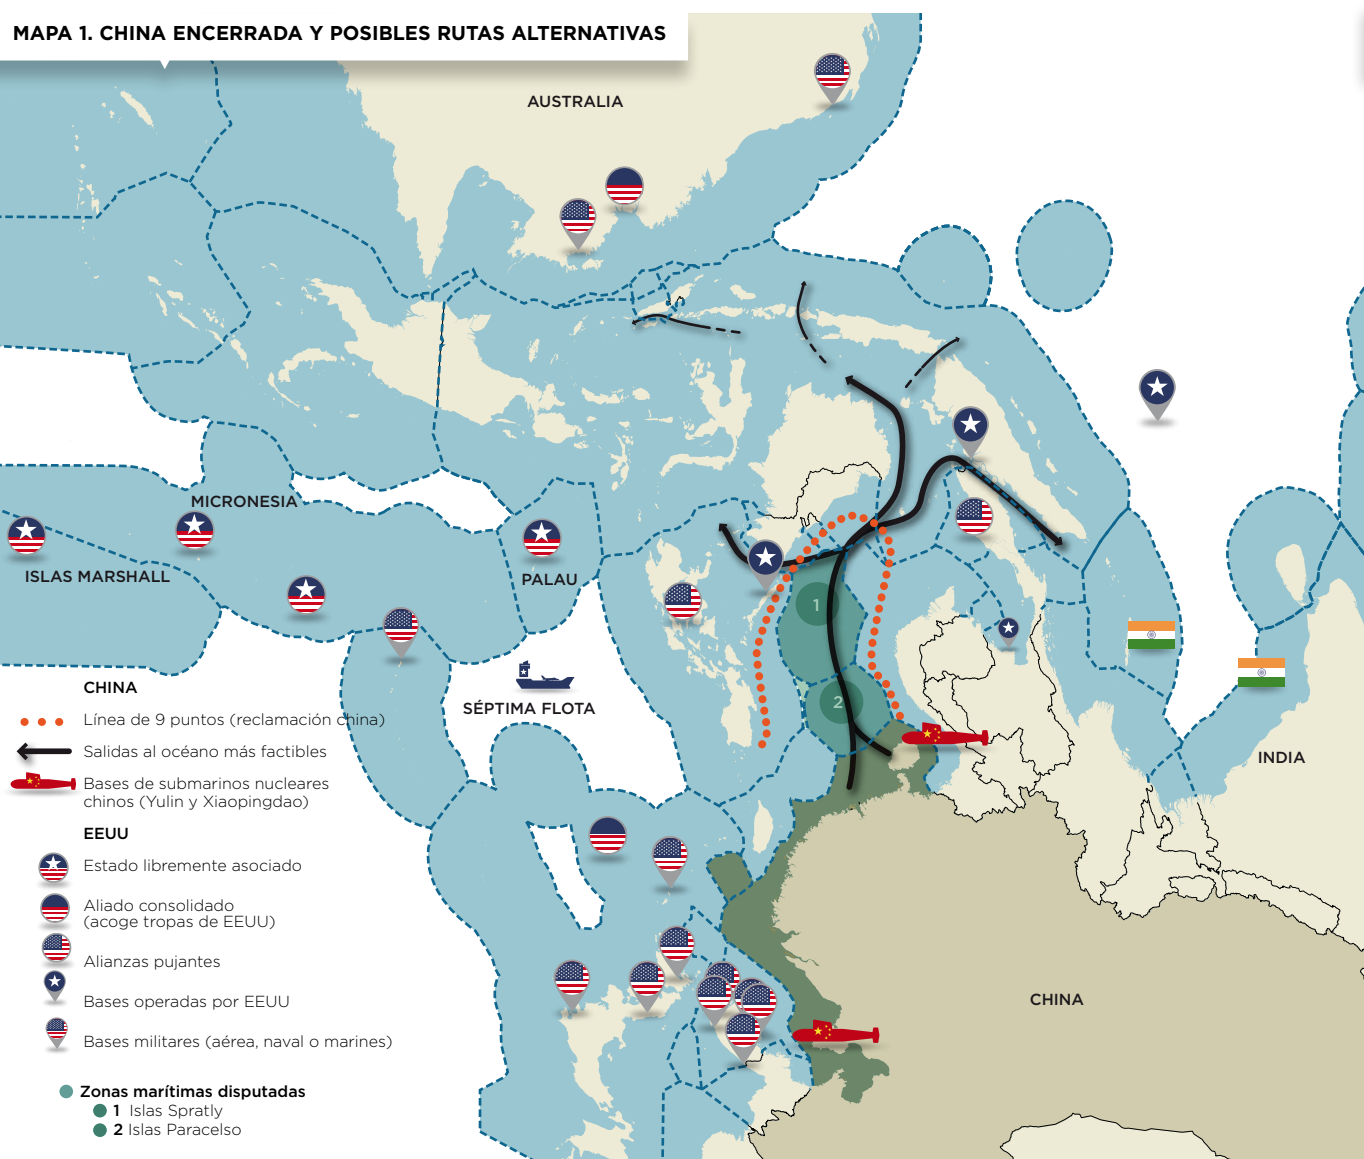 MAPA 1. CHINA ENCERRADA Y POSIBLES RUTAS ALTERNATIVAS
AUSTRALIA
MICRONESIA
ISLAS MARSHALL
PALAU
SÉPTIMA FLOTA
INDIA
CHINA
1
2
CHINA
Línea de 9 puntos (reclamación china)
Salidas al océano más factibles
Bases de submarinos nucleares
chinos (Yulin y Xiaopingdao)
EEUU
Estado libremente asociado
Aliado consolidado
(acoge tropas de EEUU)
Alianzas pujantes
Bases operadas por EEUU
Bases militares (aérea, naval o marines)
Zonas marítimas disputadas
1 Islas Spratly
2 Islas Paracelso